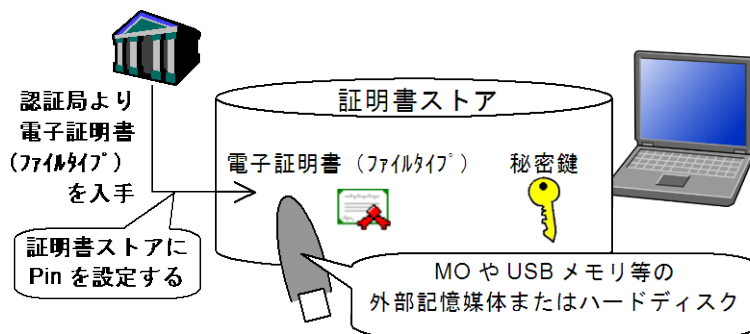 認証局より
電子証明書
(ﾌｧｲﾙﾀｲﾌﾟ)
を入手
証明書ストア
電子証明書（ﾌｧｲﾙﾀｲﾌﾟ）
秘密鍵
証明書ストアに
Pin を設定する
MO や USB メモリ等の
外部記憶媒体またはハードディスク